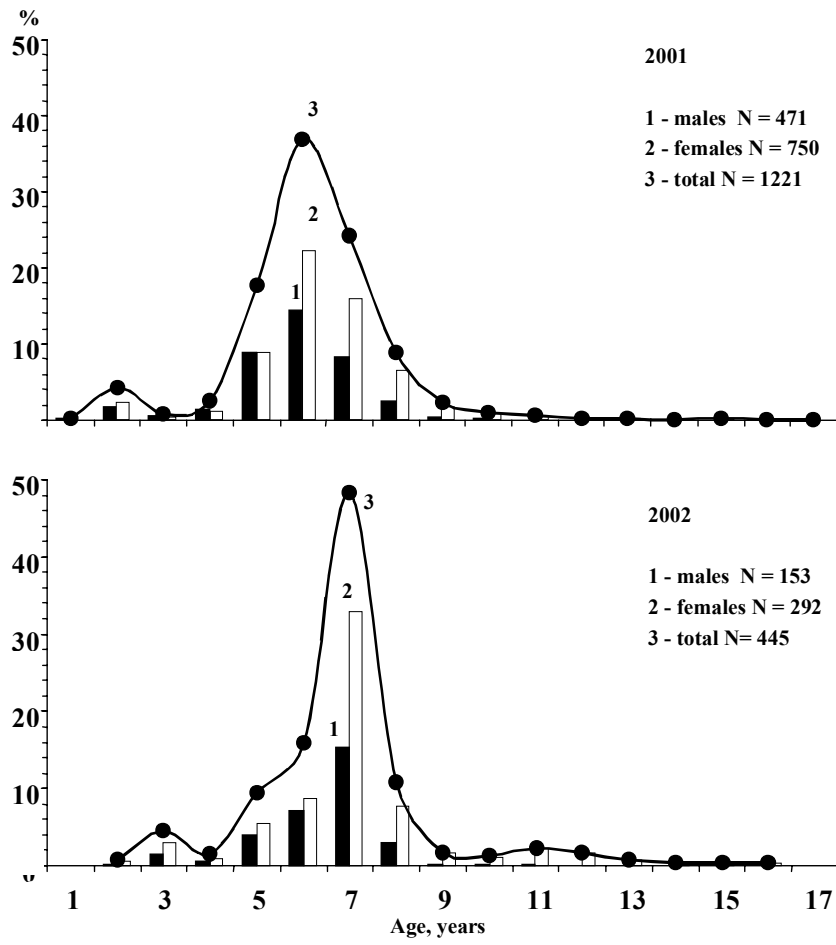 %
50
40
30
20
10
2001
1 - males N = 471
2 - females N = 750
3 - total N = 1221
3
2
1
50
40
30
20
10
0
2002
1 - males N = 153
2 - females N = 292
3 - total N= 445
3
2
1
1 3 5 7 9 11 13 15 17
Age, years